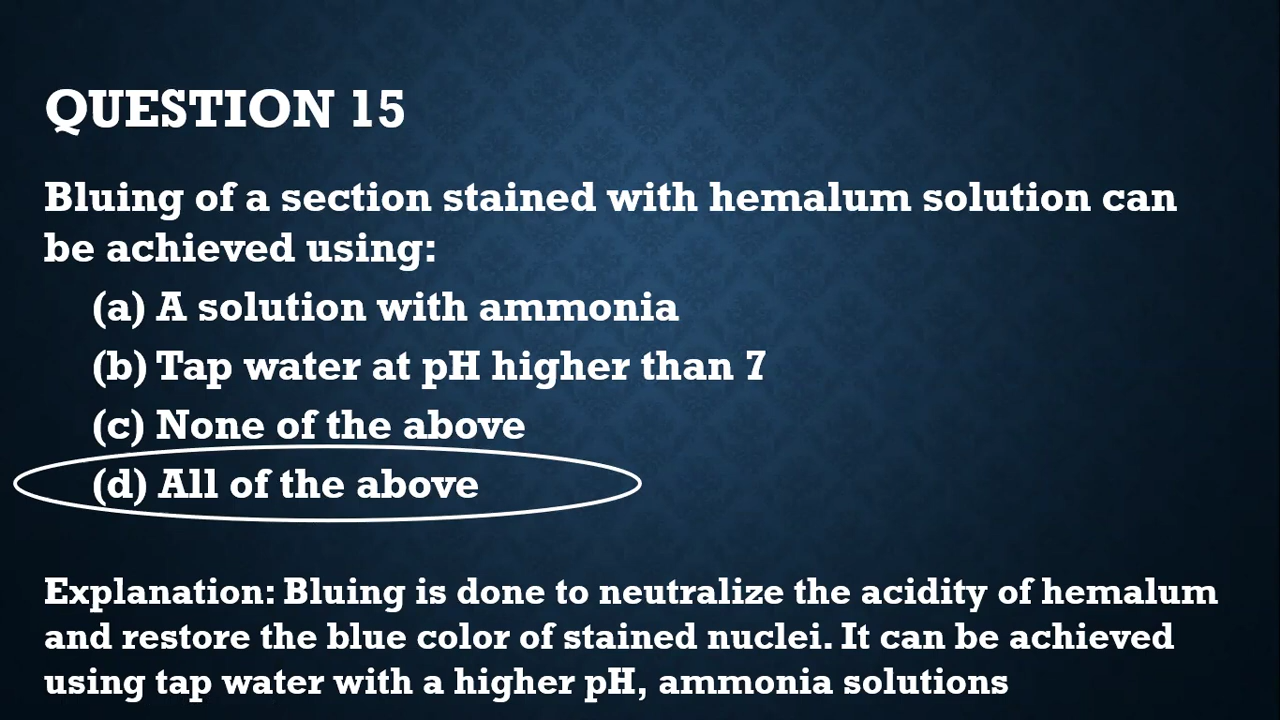 QUESTION 15
Bluing of a section stained with hemalum solution can
be achieved using:
(a) A solution with ammonia
(b) Tap water at pH higher than 7
(c) None of the above
(d) All of the above
Explanation: Bluing is done to neutralize the acidity of hemalum
and restore the blue color of stained nuclei. It can be achieved
using tap water with a higher pH, ammonia solutions